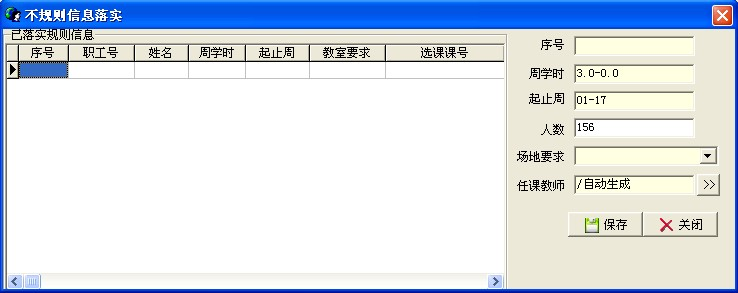 不规则信息落实
已落实规则信息
序号 职工号 姓名 周学时 起止周 教室要求 选课课号
序号
周学时 3.0-0.0
起止周 01-17
人数 156
场地要求
任课教师 /自动生成 >>
保存 关闭